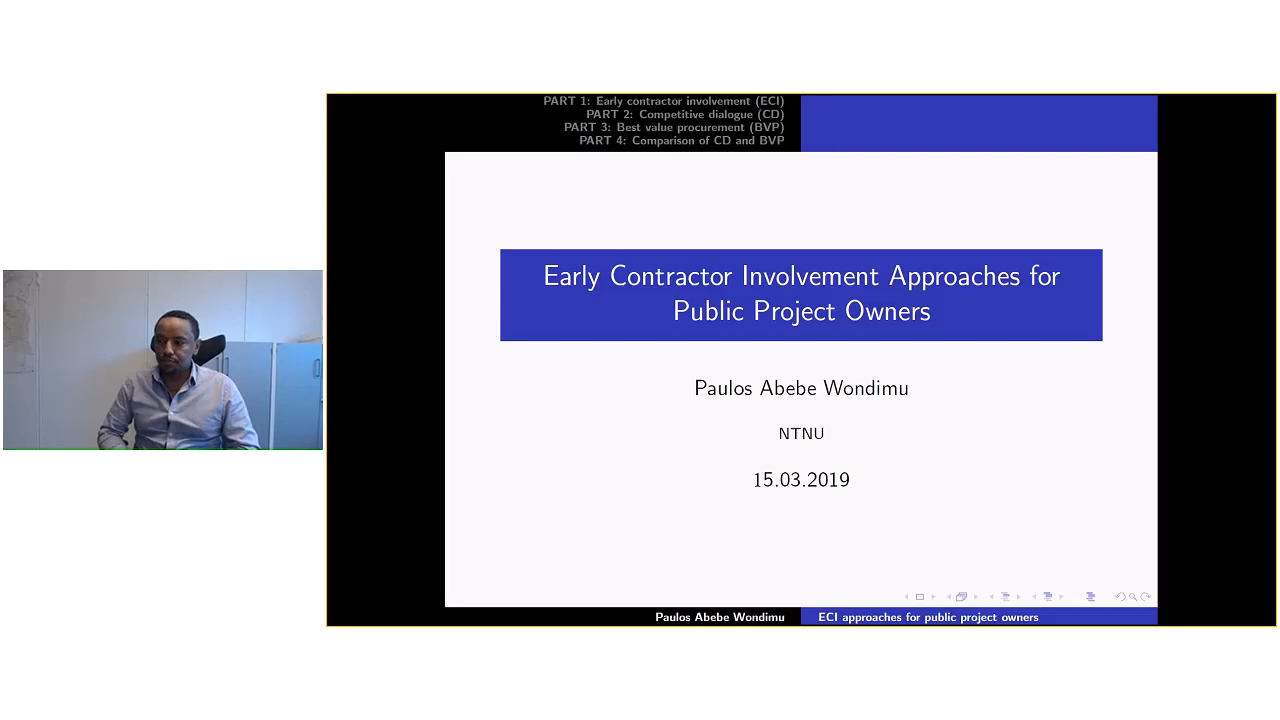 PART 1: Early contractor involvement (ECI)
PART 2: Competitive dialogue (CD)
PART 3: Best value procurement (BVP)
PART 4: Comparison of CD and BVP
Early Contractor Involvement Approaches for
Public Project Owners
Paulos Abebe Wondimu
NTNU
15.03.2019
Paulos Abebe Wondimu
ECI approaches for public project owners